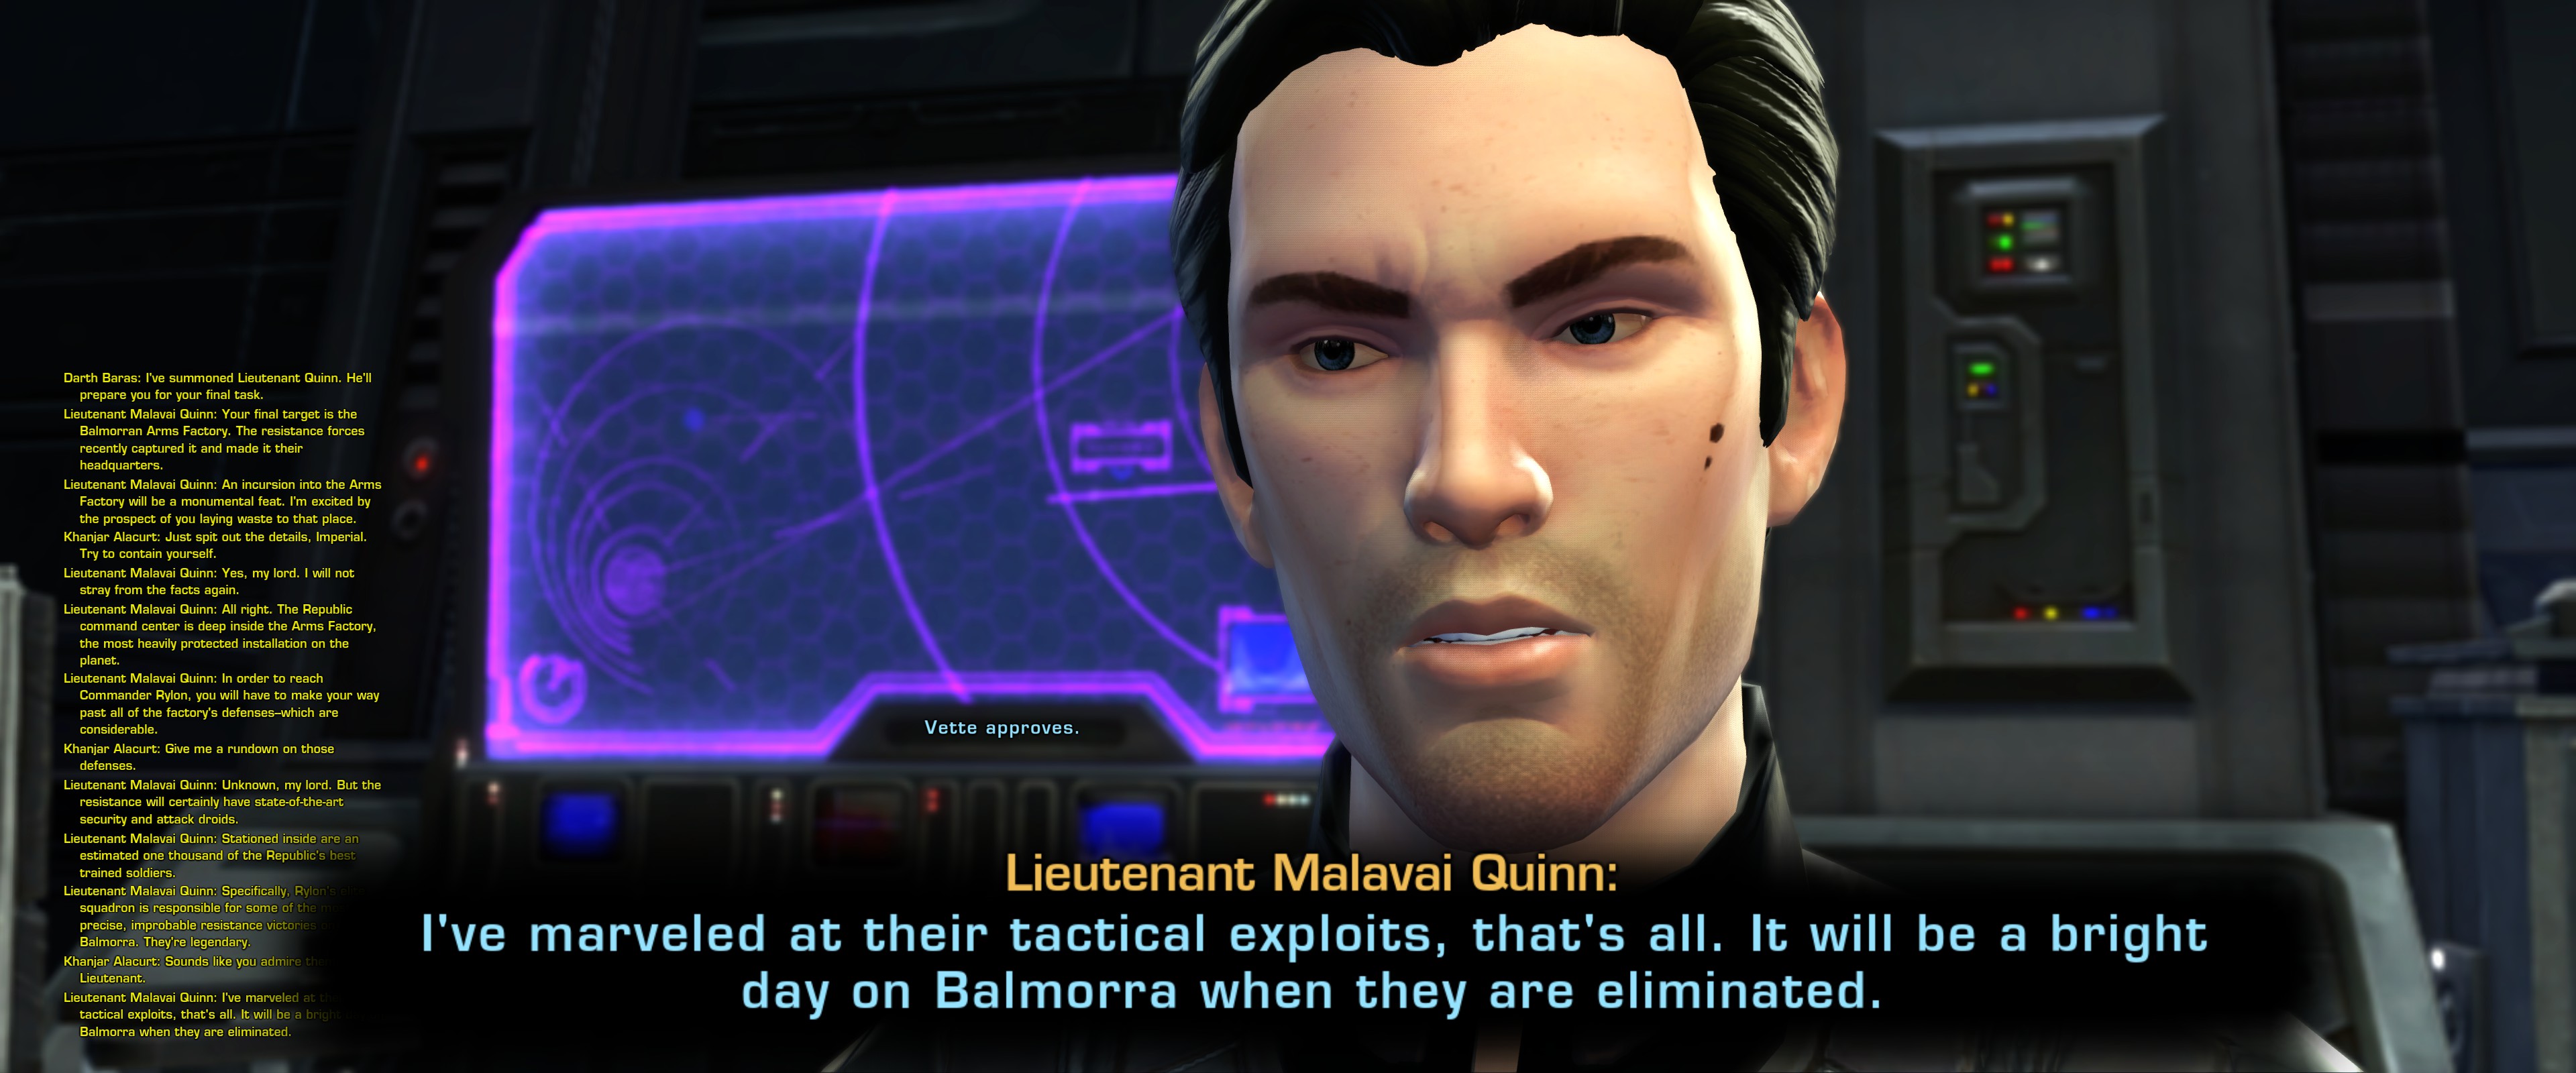 Darth Baras: I've summoned Lieutenant Quinn. He'll
prepare you for your final task.
Lieutenant Malavai Quinn: Your final target is the
Balmorran Arms Factory. The resistance forces
recently captured it and made it their
headquarters.
Lieutenant Malavai Quinn: An incursion into the Arms
Factory will be a monumental feat. I'm excited by
the prospect of you laying waste to that place.
Khanjar Alacurt: Just spit out the details, Imperial.
Try to contain yourself.
Lieutenant Malavai Quinn: Yes, my lord. I will not
stray from the facts again.
Lieutenant Malavai Quinn: All right. The Republic
command center is deep inside the Arms Factory,
the most heavily protected installation on the
planet.
Lieutenant Malavai Quinn: In order to reach
Commander Rylon, you will have to make your way
past all of the factory's defenses--which are
considerable.
Khanjar Alacurt: Give me a rundown on those
defenses.
Lieutenant Malavai Quinn: Unknown, my lord. But the
resistance will certainly have state-of-the-art
security and attack droids.
Lieutenant Malavai Quinn: Stationed inside are an
estimated one thousand of the Republic's best
trained soldiers.
Lieutenant Malavai Quinn: Specifically, Rylon's
squadron is responsible for some of the
precise, improbable resistance victories
Balmorra. They're legendary.
Khanjar Alacurt: Sounds like you admire
Lieutenant.
Lieutenant Malavai Quinn: I've marveled at
tactical exploits, that's all. It will be a bright
Balmorra when they are eliminated.
Vette approves.
Lieutenant Malavai Quinn:
I've marveled at their tactical exploits, that's all. It will be a bright
day on Balmorra when they are eliminated.